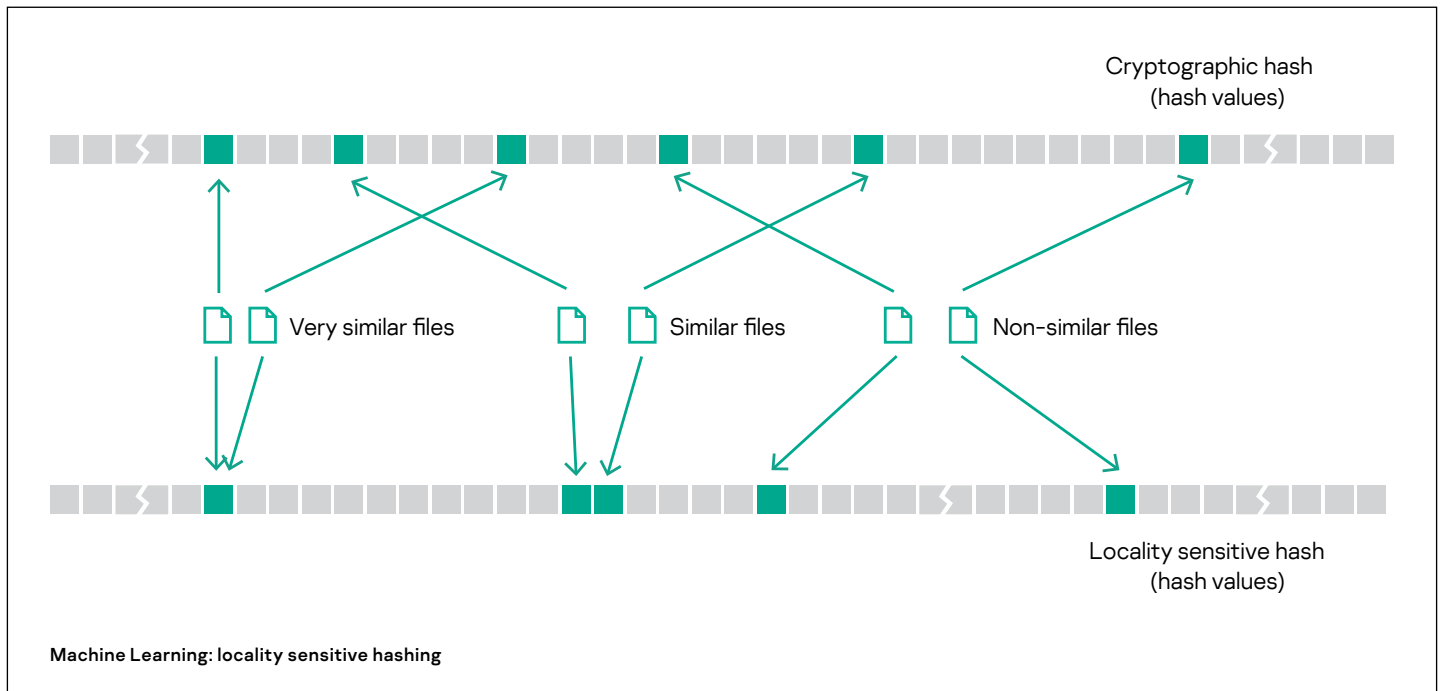 Cryptographic hash
(hash values)
Very similar files
Similar files
Non-similar files
Locality sensitive hash
(hash values)
Machine Learning: locality sensitive hashing